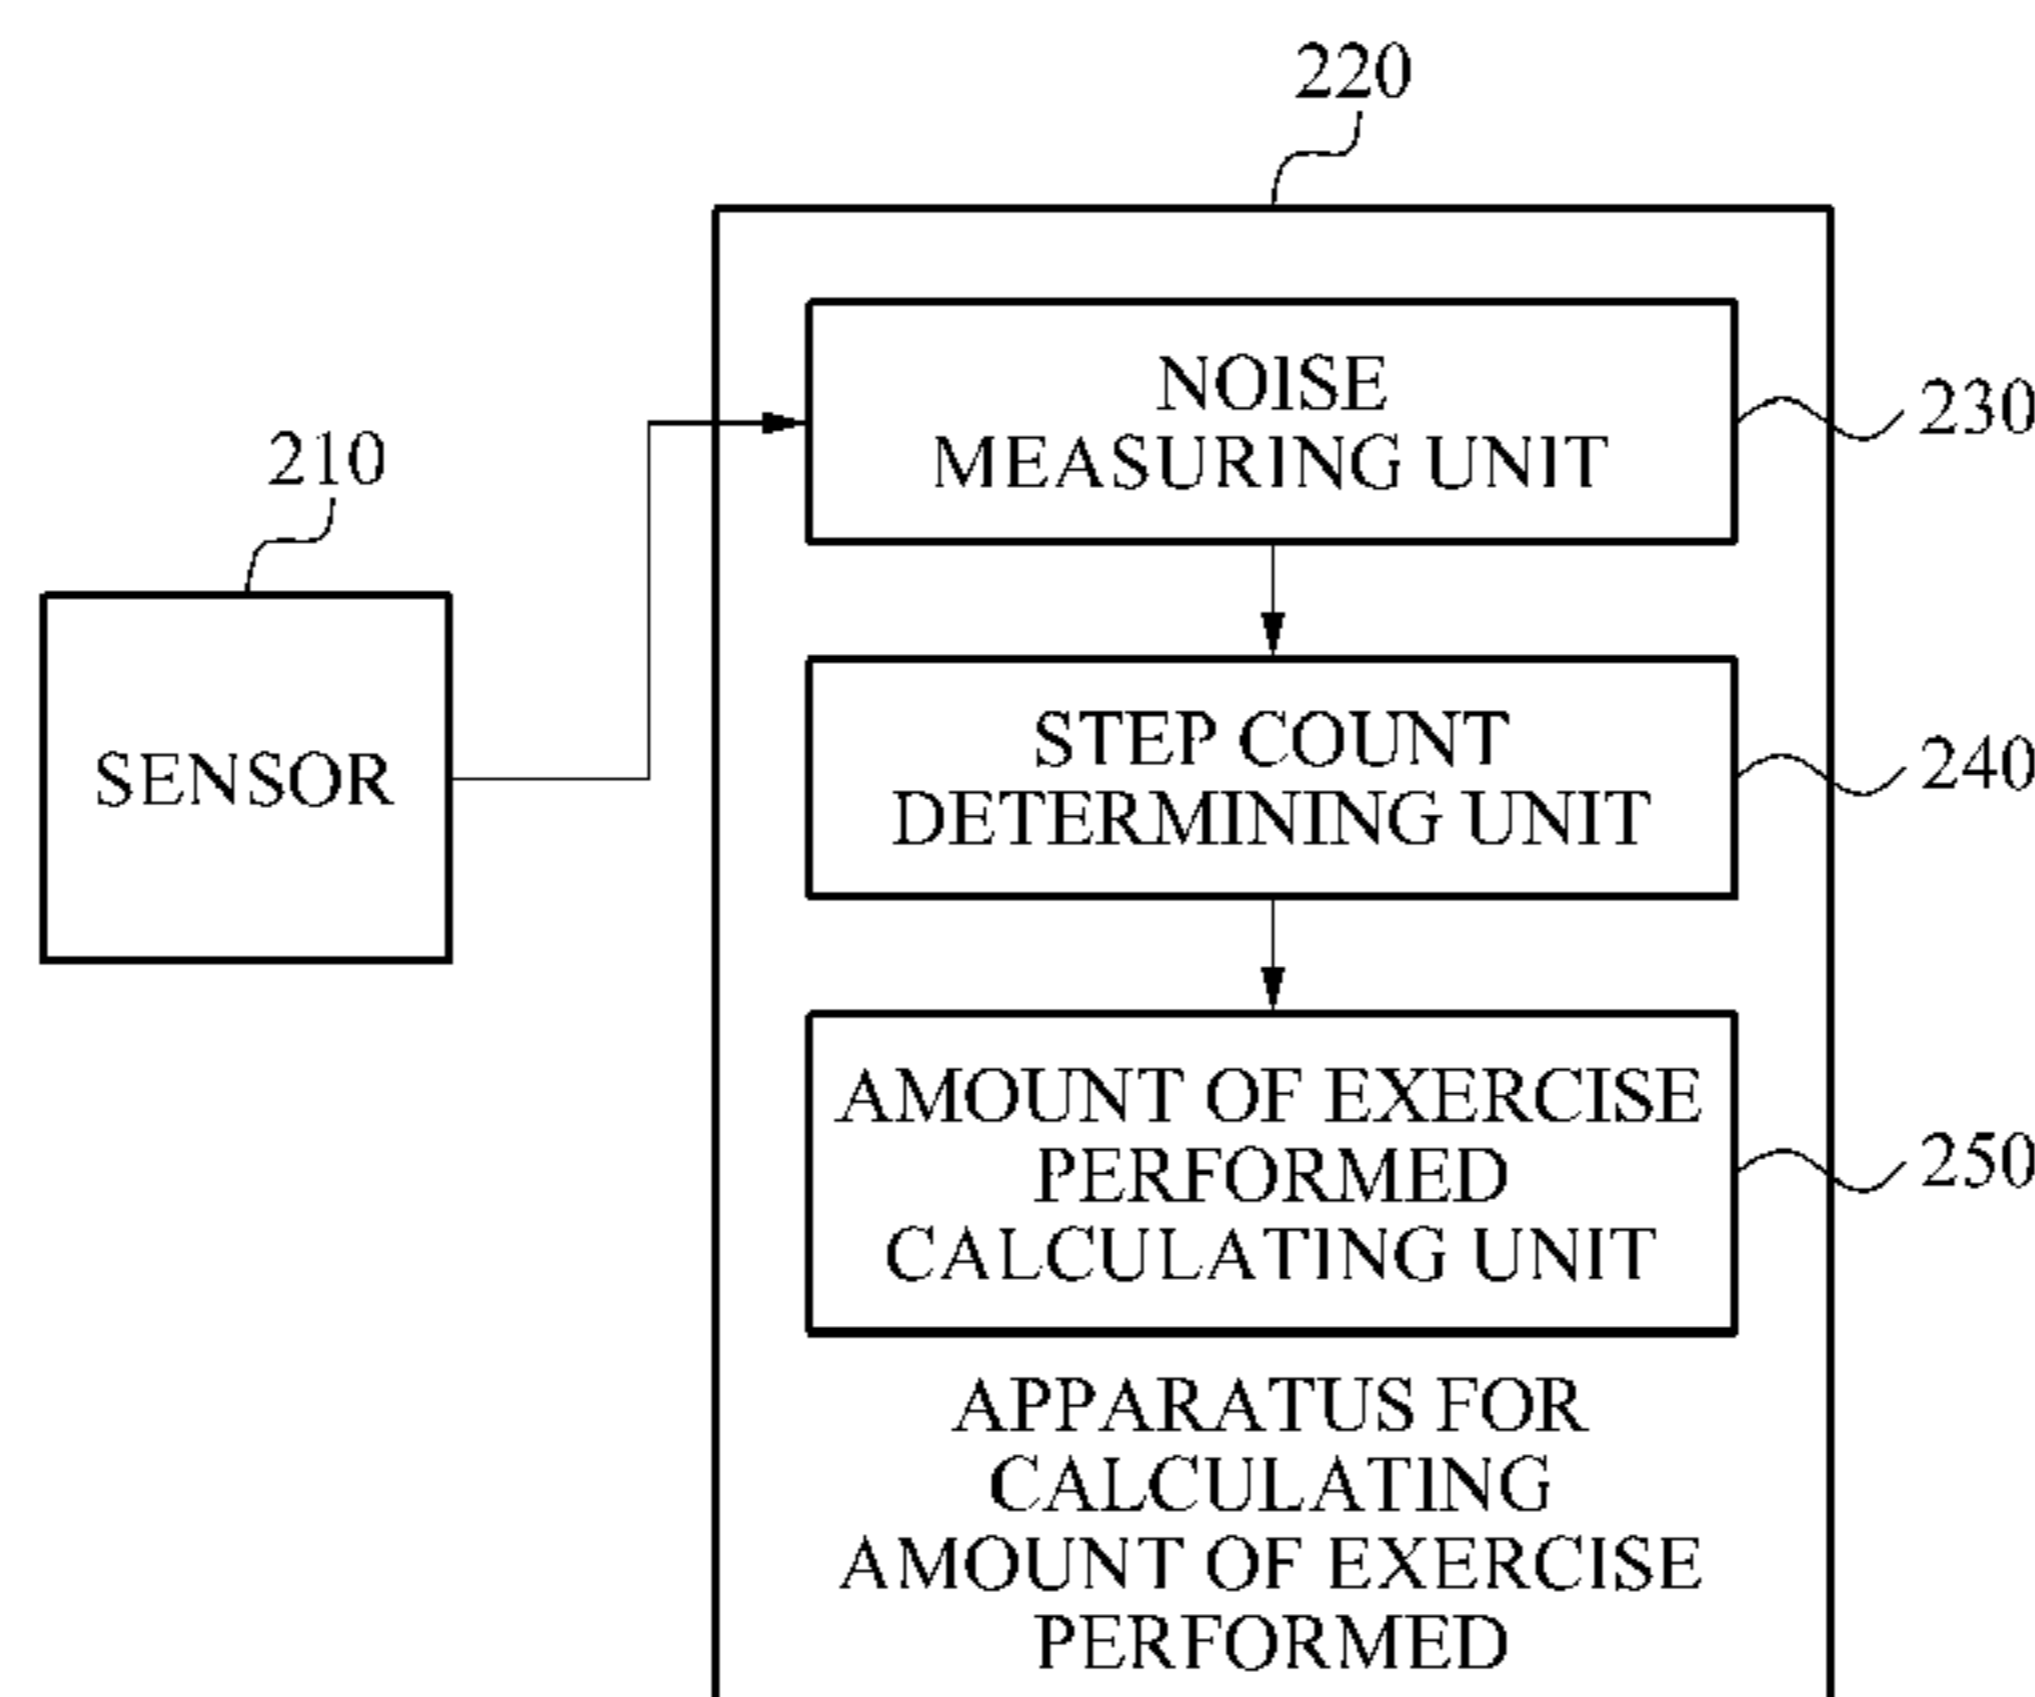 220
NOISE
MEASURING UNIT
230
210
SENSOR
STEP COUNT
DETERMINING UNIT
240
AMOUNT OF EXERCISE
PERFORMED
CALCULATING UNIT
250
APPARATUS FOR
CALCULATING
AMOUNT OF EXERCISE
PERFORMED